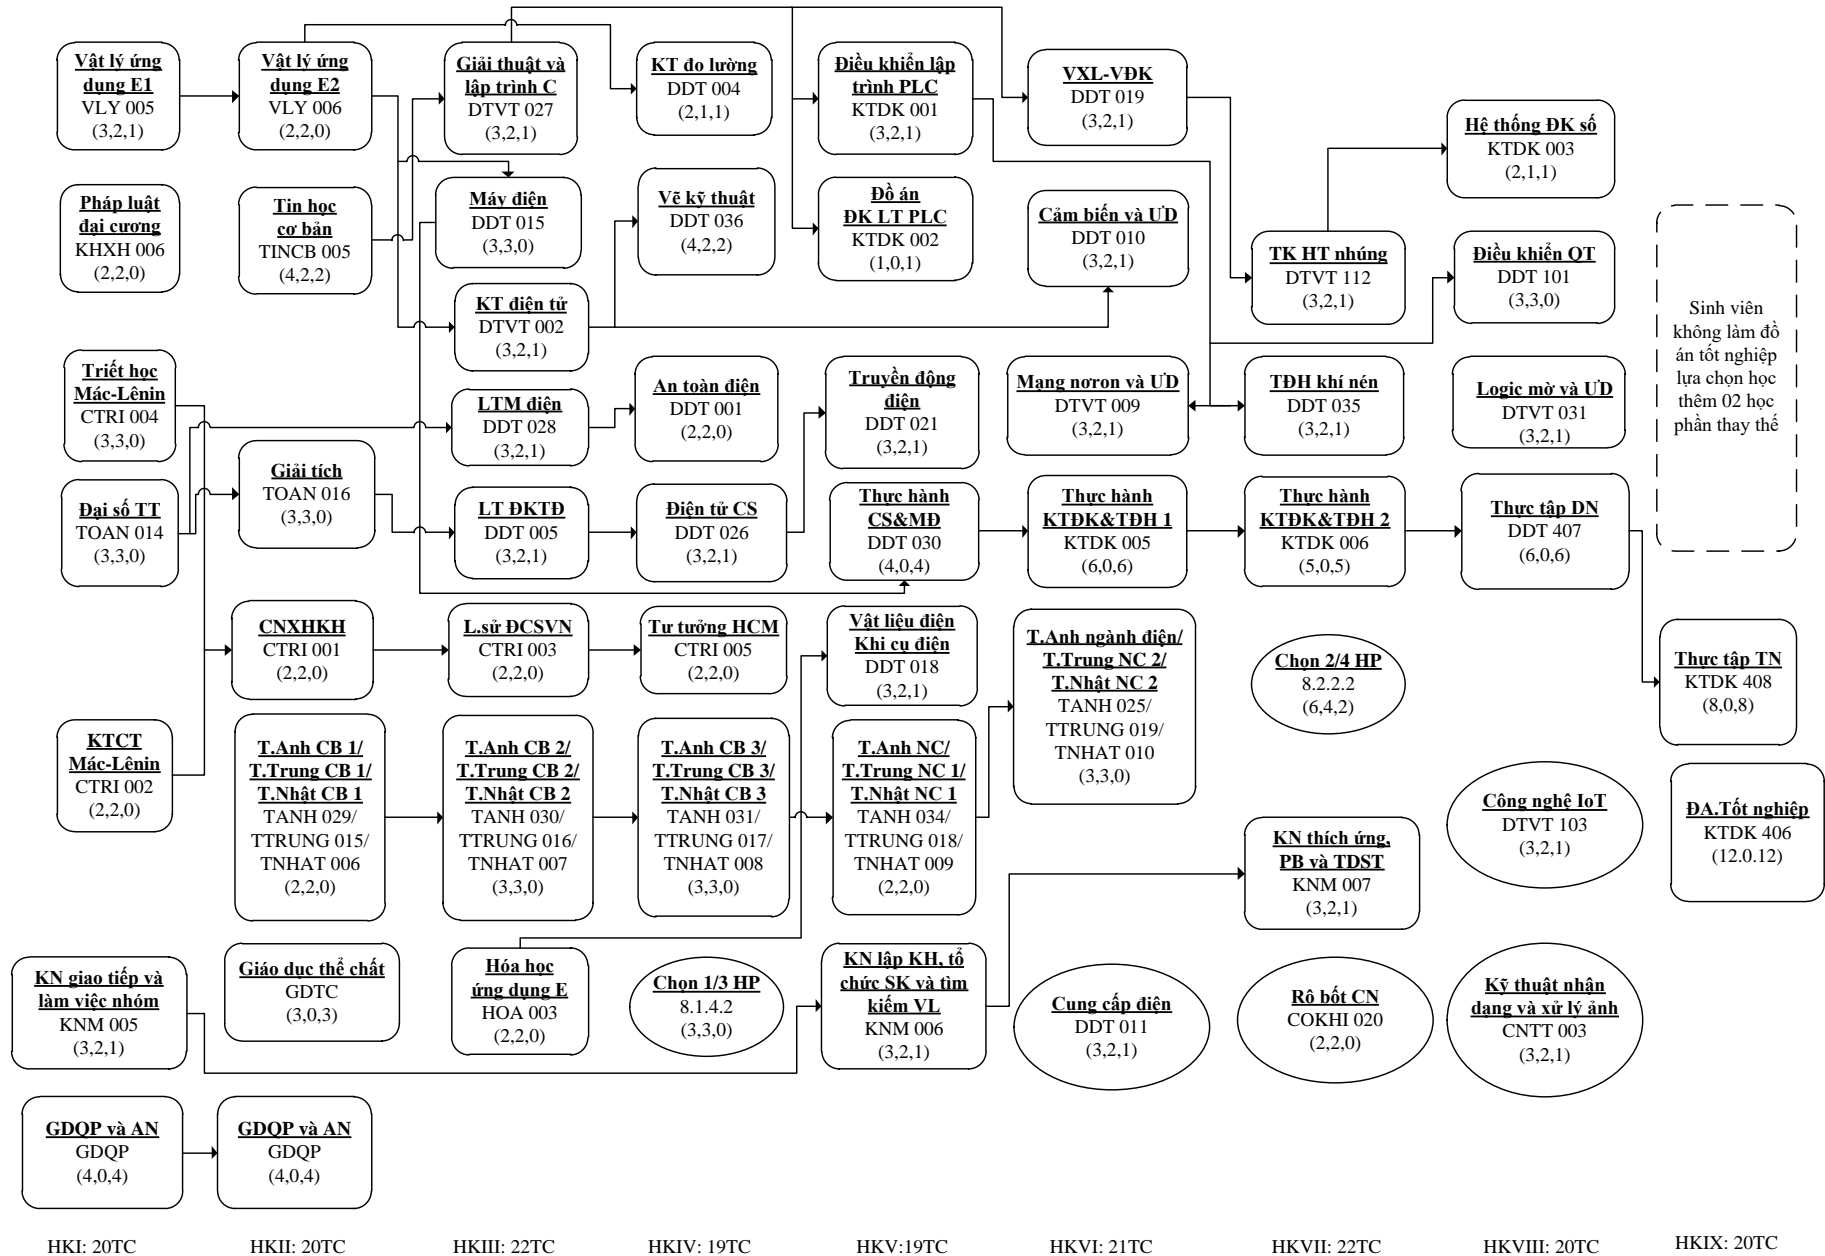 Vật lý ứng
dụng E1
VLY 005
(3,2,1)
Pháp luật
đại cương
KHXH 006
(2,2,0)
Triết học
Mác-Lênin
CTRI 004
(3,3,0)
Đại số TT
TOAN 014
(3,3,0)
KTCT
Mác-Lênin
CTRI 002
(2,2,0)
KN giao tiếp và
làm việc nhóm
KNM 005
(3,2,1)
GDQP và AN
GDQP
(4,0,4)
HKI: 20TC
Vật lý ứng
dụng E2
VLY 006
(2,2,0)
Tin học
cơ bản
TINCB 005
(4,2,2)
Giải tích
TOAN 016
(3,3,0)
CNXHKH
CTRI 001
(2,2,0)
T.Anh CB 1/
T.Trung CB 1/
T.Nhật CB 1
TANH 029/
TTRUNG 015/
TNHAT 006
(2,2,0)
Giáo dục thể chất
GDTC
(3,0,3)
GDQP và AN
GDQP
(4,0,4)
HKII: 20TC
Giải thuật và
lập trình C
DTVT 027
(3,2,1)
Máy điện
DDT 015
(3,3,0)
KT điện tử
DTVT 002
(3,2,1)
LTM điện
DDT 028
(3,2,1)
LT ĐKTĐ
DDT 005
(3,2,1)
L.sử ĐCSVN
CTRI 003
(2,2,0)
T.Anh CB 2/
T.Trung CB 2/
T.Nhật CB 2
TANH 030/
TTRUNG 016/
TNHAT 007
(3,3,0)
Hóa học
ứng dụng E
HOA 003
(2,2,0)
HKIII: 22TC
KT đo lường
DDT 004
(2,1,1)
Vẽ kỹ thuật
DDT 036
(4,2,2)
An toàn điện
DDT 001
(2,2,0)
Điện tử CS
DDT 026
(3,2,1)
Tư tưởng HCM
CTRI 005
(2,2,0)
T.Anh CB 3/
T.Trung CB 3/
T.Nhật CB 3
TANH 031/
TTRUNG 017/
TNHAT 008
(3,3,0)
Chọn 1/3 HP
8.1.4.2
(3,3,0)
HKIV: 19TC
Điều khiển lập
trình PLC
KTDK 001
(3,2,1)
Đồ án
ĐK LT PLC
KTDK 002
(1,0,1)
Truyền động
điện
DDT 021
(3,2,1)
Thực hành
CS&MĐ
DDT 030
(4,0,4)
Vật liệu điện
Khi cụ điện
DDT 018
(3,2,1)
T.Anh NC/
T.Trung NC 1/
T.Nhật NC 1
TANH 034/
TTRUNG 018/
TNHAT 009
(2,2,0)
KN lập KH, tổ
chức SK và tìm
kiếm VL
KNM 006
(3,2,1)
HKV:19TC
VXL-VĐK
DDT 019
(3,2,1)
Cảm biến và ƯD
DDT 010
(3,2,1)
Mạng nơron và ƯD
DTVT 009
(3,2,1)
Thực hành
KTĐK&TĐH 1
KTDK 005
(6,0,6)
T.Anh ngành điện/
T.Trung NC 2/
T.Nhật NC 2
TANH 025/
TTRUNG 019/
TNHAT 010
(3,3,0)
Cung cấp điện
DDT 011
(3,2,1)
HKVI: 21TC
TK HT nhúng
DTVT 112
(3,2,1)
TĐH khí nén
DDT 035
(3,2,1)
Thực hành
KTĐK&TĐH 2
KTDK 006
(5,0,5)
Chọn 2/4 HP
8.2.2.2
(6,4,2)
KN thích ứng,
PB và TDST
KNM 007
(3,2,1)
Rô bốt CN
COKHI 020
(2,2,0)
HKVII: 22TC
Hệ thống ĐK số
KTDK 003
(2,1,1)
Điều khiển QT
DDT 101
(3,3,0)
Logic mờ và ƯD
DTVT 031
(3,2,1)
Thực tập DN
DDT 407
(6,0,6)
Công nghệ IoT
DTVT 103
(3,2,1)
Kỹ thuật nhận
dạng và xử lý ảnh
CNTT 003
(3,2,1)
HKVIII: 20TC
Sinh viên
không làm đồ
án tốt nghiệp
lựa chọn học
thêm 02 học
phần thay thế
Thực tập TN
KTDK 408
(8,0,8)
ĐA.Tốt nghiệp
KTDK 406
(12.0.12)
HKIX: 20TC